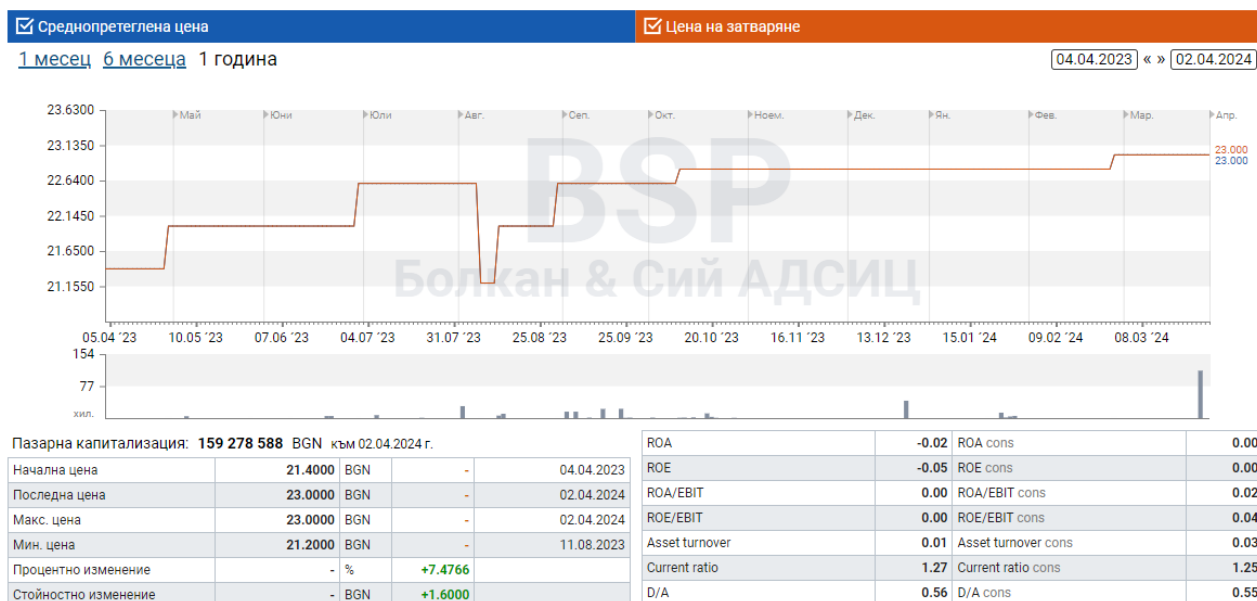 Среднопретеглена цена Цена на затваряне
1 месец 6 месеца 1 година 04.04.2023 « » 02.04.2024
23.6300
Май Юни Юли Авг. Сеп. Окт. Ноем. Дек. Ян. Фев. Мар. Апр.
23.1350
23.000
23.000
22.6400
22.1450
21.6500
21.1550
BSP
Болкан & Сий АДСИЦ
05.04 ´23 10.05 ´23 07.06 ´23 04.07 ´23 31.07 ´23 25.08 ´23 25.09 ´23 20.10 ´23 16.11 ´23 13.12 ´23 15.01 ´24 09.02 ´24 08.03 ´24
154
77
хил.
Пазарна капитализация: 159 278 588 BGN към 02.04.2024 г.
Начална цена 21.4000 BGN - 04.04.2023
Последна цена 23.0000 BGN - 02.04.2024
Макс. цена 23.0000 BGN - 02.04.2024
Мин. цена 21.2000 BGN - 11.08.2023
Процентно изменение - % +7.4766
Стойностно изменение - BGN +1.6000
ROA -0.02 ROA cons 0.00
ROE -0.05 ROE cons 0.00
ROA/EBIT 0.00 ROA/EBIT cons 0.02
ROE/EBIT 0.00 ROE/EBIT cons 0.04
Asset turnover 0.01 Asset turnover cons 0.03
Current ratio 1.27 Current ratio cons 1.25
D/A 0.56 D/A cons 0.55